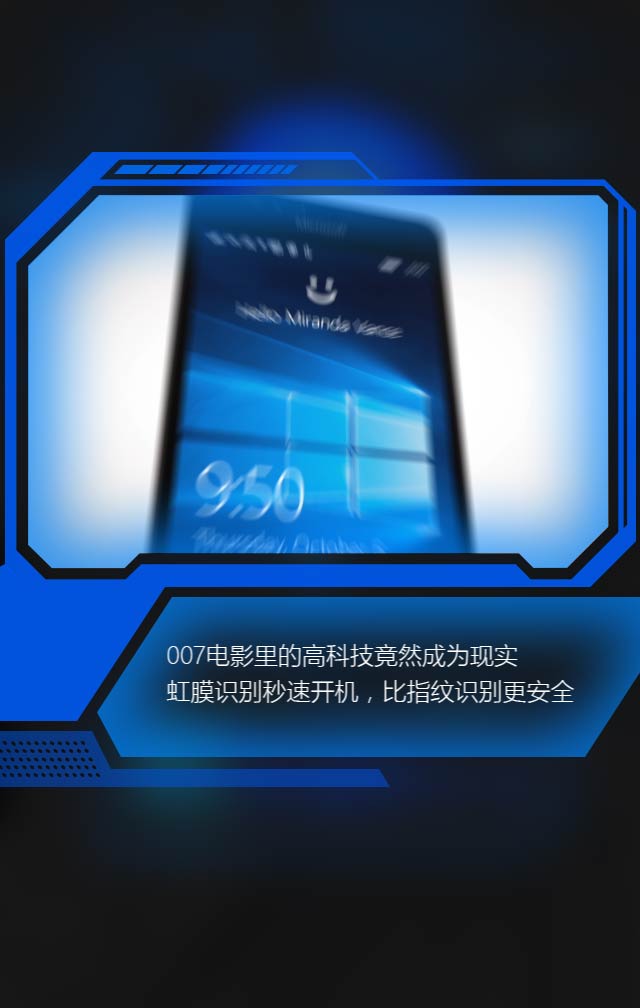 Microsoft
Hello Miranda Vance
9:50
007电影里的高科技竟然成为现实
虹膜识别秒速开机，比指纹识别更安全